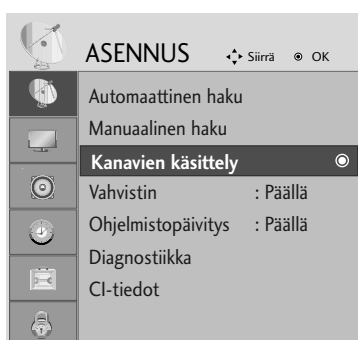 ASENNUS Siirrä OK
Automaattinen haku
Manuaalinen haku
Kanavien käsittely
Vahvistin : Päällä
Ohjelmistopäivitys : Päällä
Diagnostiikka
CI-tiedot